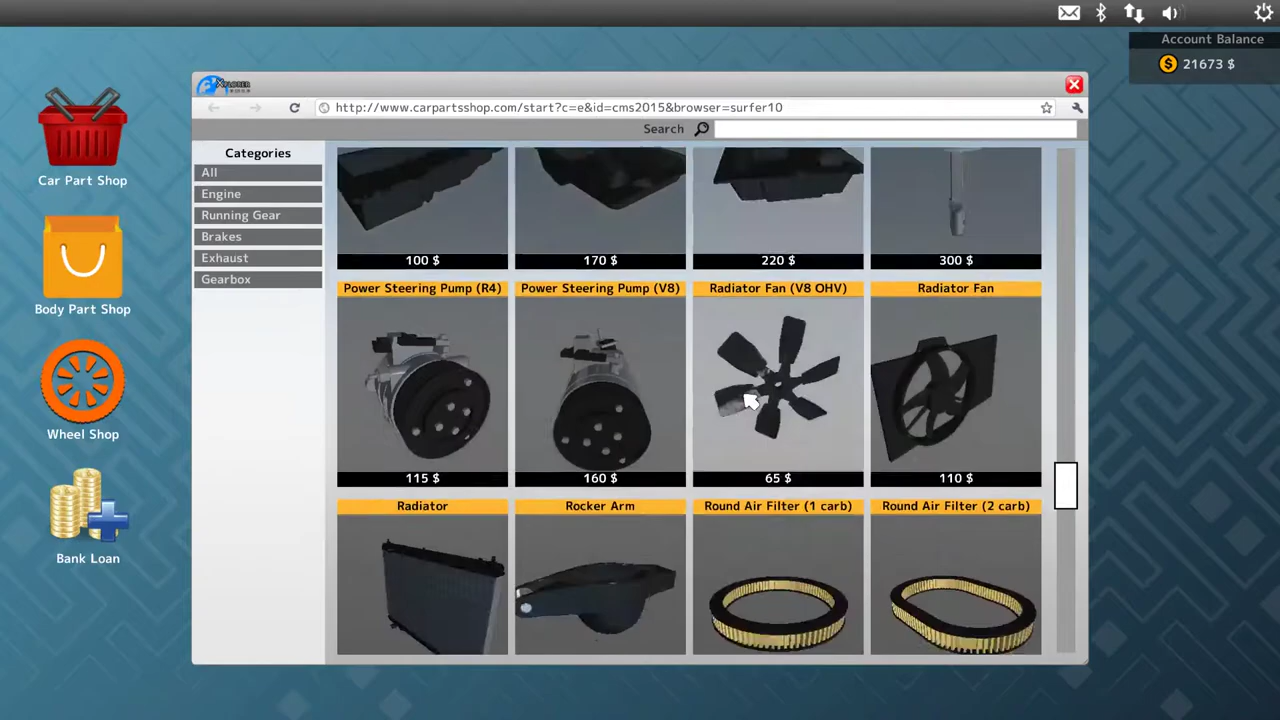 Account Balance
$ 21673 $
XPLORER
http://www.carpartsshop.com/start?c=e&id=cms2015&browser=surfer10
Search
Categories
All
Engine
Running Gear
Brakes
Exhaust
Gearbox
Car Part Shop
Body Part Shop
Wheel Shop
Bank Loan
100 $ 170 $ 220 $ 300 $
Power Steering Pump (R4) Power Steering Pump (V8) Radiator Fan (V8 OHV) Radiator Fan
115 $ 160 $ 65 $ 110 $
Radiator Rocker Arm Round Air Filter (1 carb) Round Air Filter (2 carb)